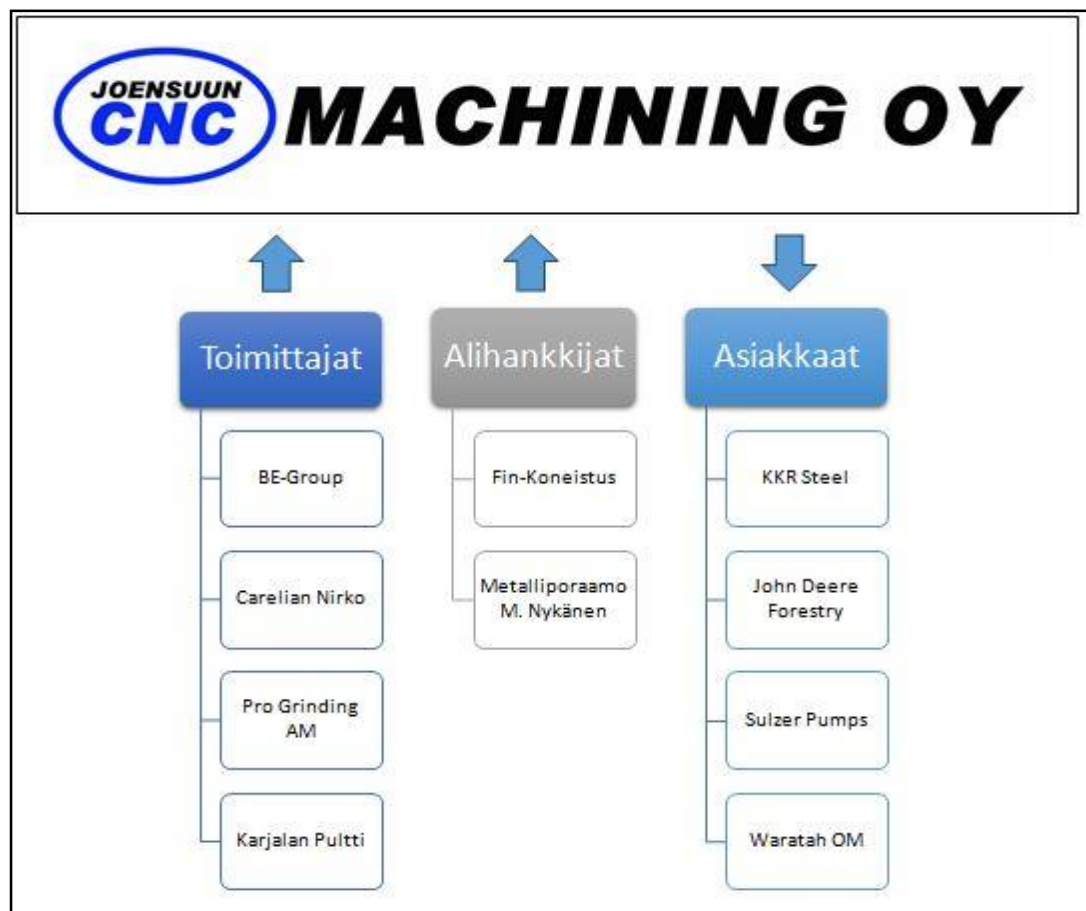 JOENSUUN
CNC
MACHINING OY
Toimittajat
BE-Group
Carelian Nirko
Pro Grinding
AM
Karjalan Pultti
Alihankkijat
Fin-Koneistus
Metalliporaamo
M. Nykänen
Asiakkaat
KKR Steel
John Deere
Forestry
Sulzer Pumps
Waratah OM